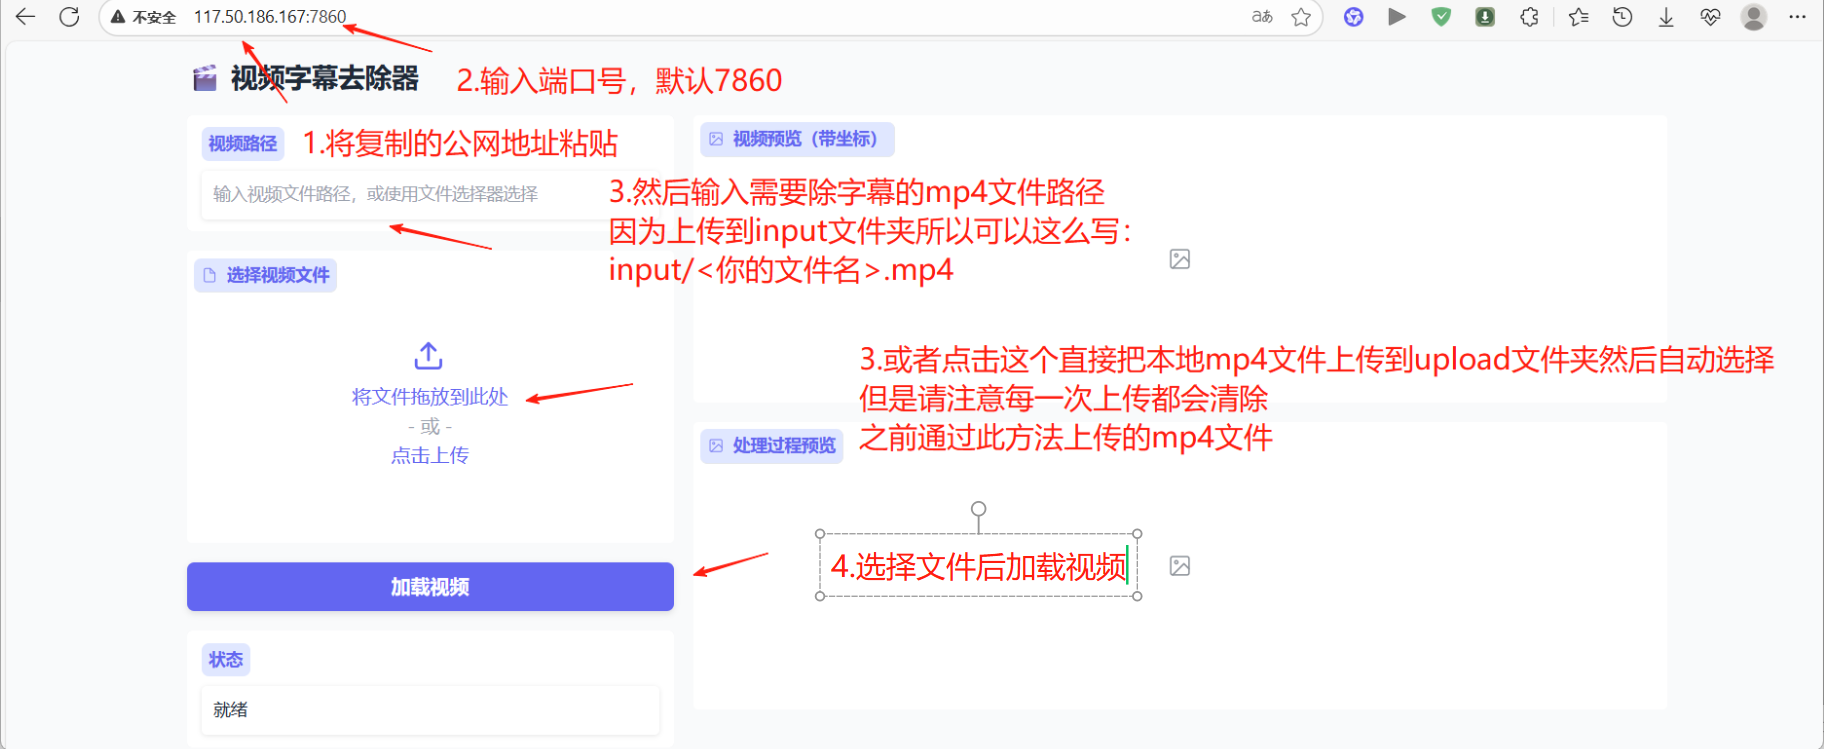 不安全 117.50.186.167:7860
aあ
视频字幕去除器
2.输入端口号，默认7860
视频路径
1.将复制的公网地址粘贴
输入视频文件路径，或使用文件选择器选择
视频预览（带坐标）
3.然后输入需要除字幕的mp4文件路径
因为上传到input文件夹所以可以这么写：
input/<你的文件名>.mp4
选择视频文件
将文件拖放到此处
- 或 -
点击上传
3.或者点击这个直接把本地mp4文件上传到upload文件夹然后自动选择
但是请注意每一次上传都会清除
之前通过此方法上传的mp4文件
处理过程预览
4.选择文件后加载视频
加载视频
状态
就绪